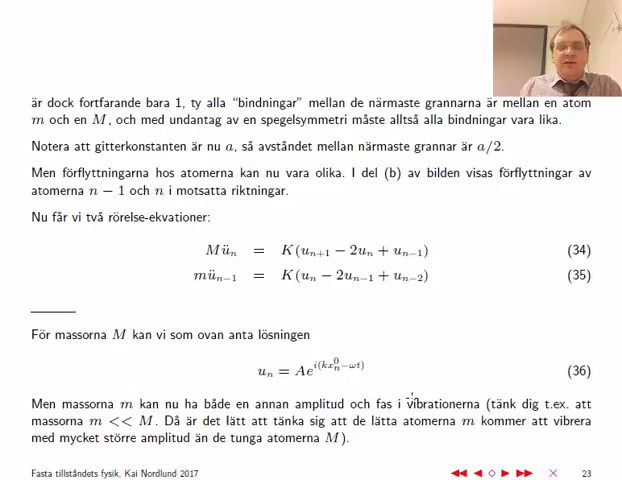 är dock fortfarande bara 1, ty alla “bindningar” mellan de närmaste grannarna är mellan en atom
m och en M, och med undantag av en spegelsymmetri måste alltså alla bindningar vara lika.
Notera att gitterkonstanten är nu a, så avståndet mellan närmaste grannar är a/2.
Men förflyttningarna hos atomerna kan nu vara olika. I del (b) av bilden visas förflyttningar av
atomerna n − 1 och n i motsatta riktningar.
Nu får vi två rörelse-ekvationer:
Mü_n = K(u_{n+1} − 2u_n + u_{n−1}) (34)
mü_{n−1} = K(u_n − 2u_{n−1} + u_{n−2}) (35)
För massorna M kan vi som ovan anta lösningen
u_n = Ae^{i(kx_n^0−ωt)} (36)
Men massorna m kan nu ha både en annan amplitud och fas i vibrationerna (tänk dig t.ex. att
massorna m << M. Då är det lätt att tänka sig att de lätta atomerna m kommer att vibrera
med mycket större amplitud än de tunga atomerna M).
Fasta tillståndets fysik, Kai Nordlund 2017 23